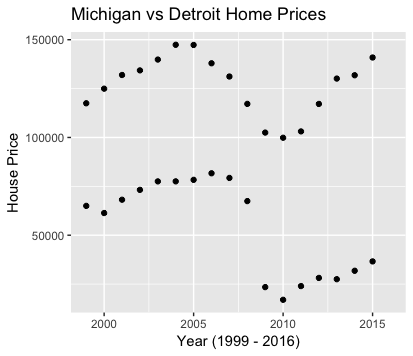 Michigan vs Detroit Home Prices
150000
100000
50000
House Price
2000 2005 2010 2015
Year (1999 - 2016)